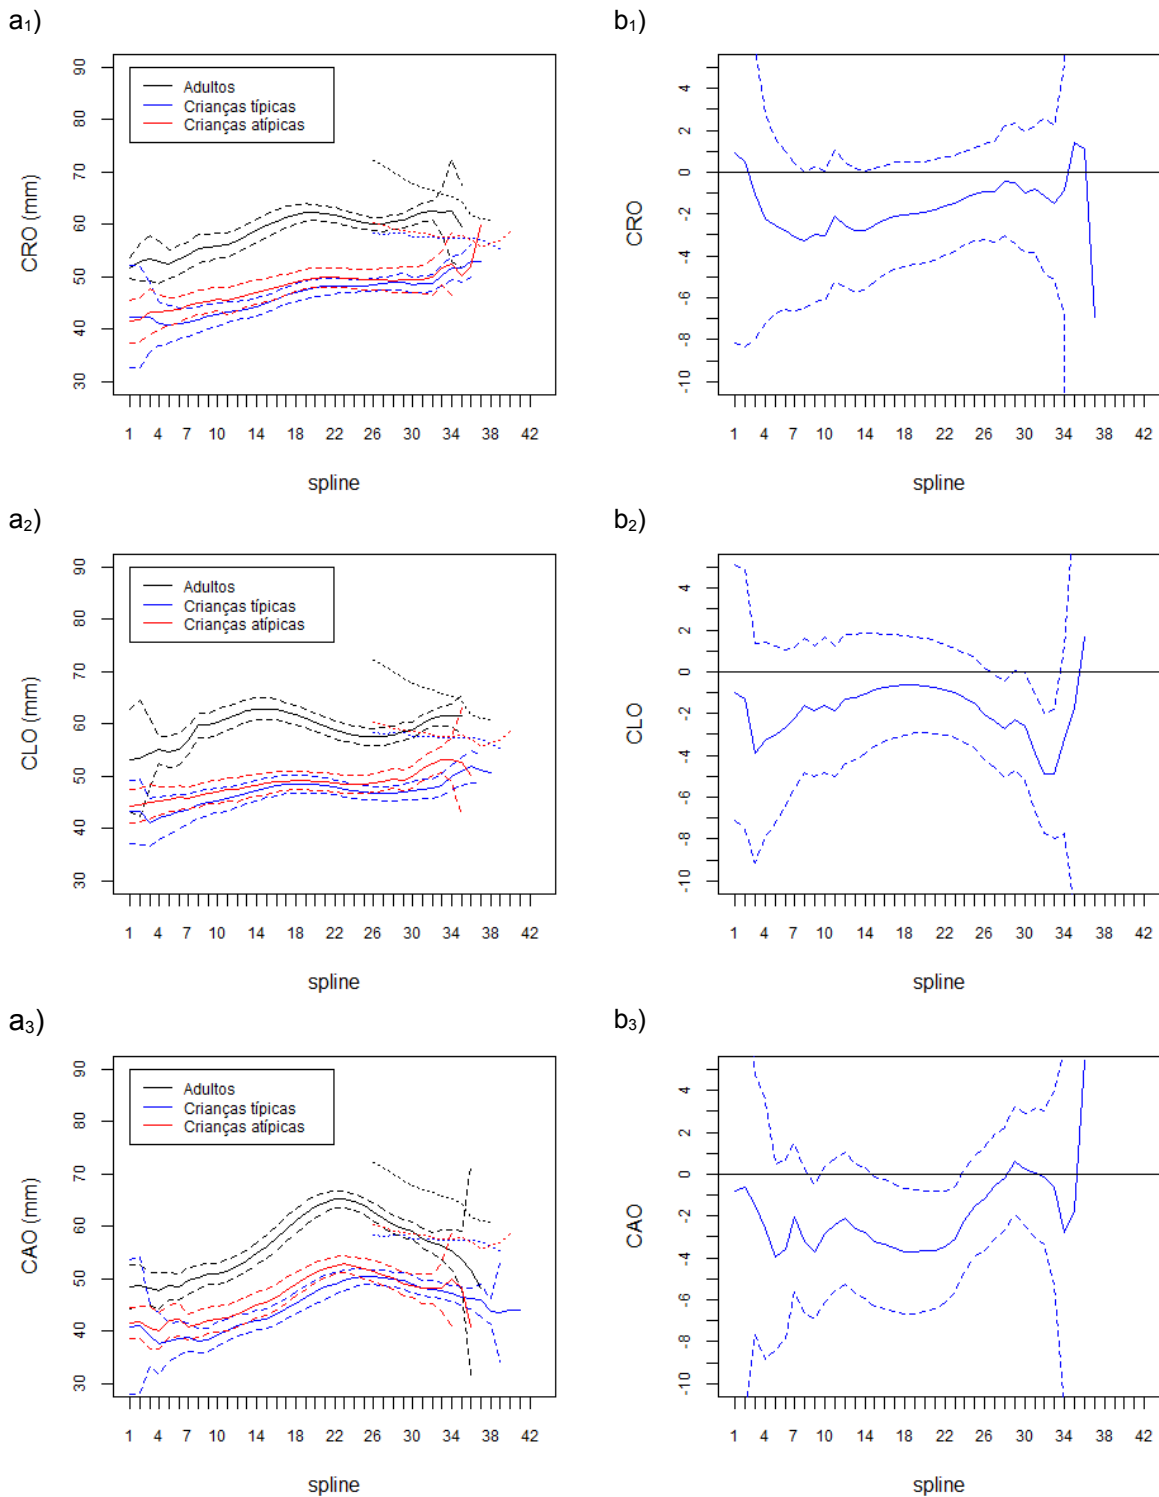 a1)
90
80
70
60
50
40
30
CRO (mm)
Adultos
Crianças típicas
Crianças atípicas
1 4 7 10 14 18 22 26 30 34 38 42
spline
b1)
4
2
0
-2
-4
-6
-8
-10
CRO
1 4 7 10 14 18 22 26 30 34 38 42
spline
a2)
90
80
70
60
50
40
30
CLO (mm)
Adultos
Crianças típicas
Crianças atípicas
1 4 7 10 14 18 22 26 30 34 38 42
spline
b2)
4
2
0
-2
-4
-6
-8
-10
CLO
1 4 7 10 14 18 22 26 30 34 38 42
spline
a3)
90
80
70
60
50
40
30
CAO (mm)
Adultos
Crianças típicas
Crianças atípicas
1 4 7 10 14 18 22 26 30 34 38 42
spline
b3)
4
2
0
-2
-4
-6
-8
-10
CAO
1 4 7 10 14 18 22 26 30 34 38 42
spline